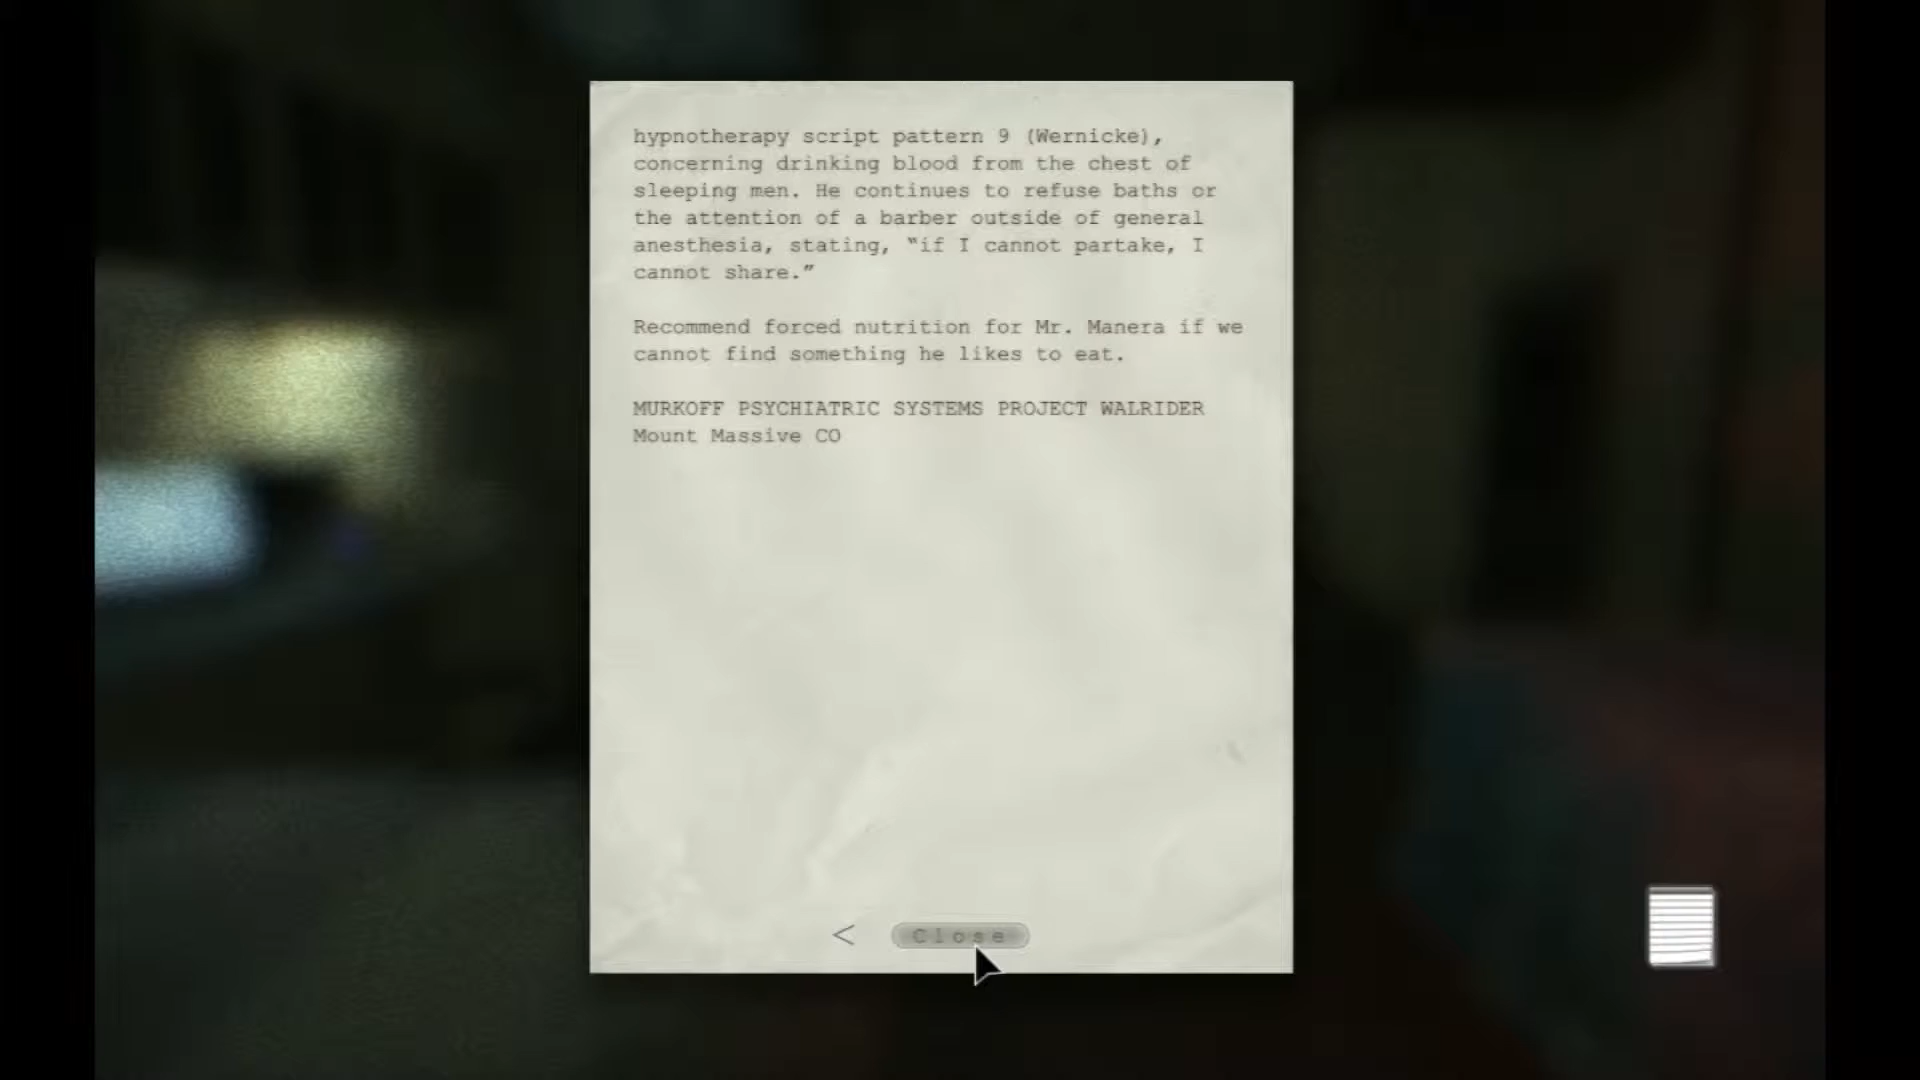 hypnotherapy script pattern 9 (Wernicke),
concerning drinking blood from the chest of
sleeping men. He continues to refuse baths or
the attention of a barber outside of general
anesthesia, stating, “if I cannot partake, I
cannot share.”
Recommend forced nutrition for Mr. Manera if we
cannot find something he likes to eat.
MURKOFF PSYCHIATRIC SYSTEMS PROJECT WALRIDER
Mount Massive CO
< Close